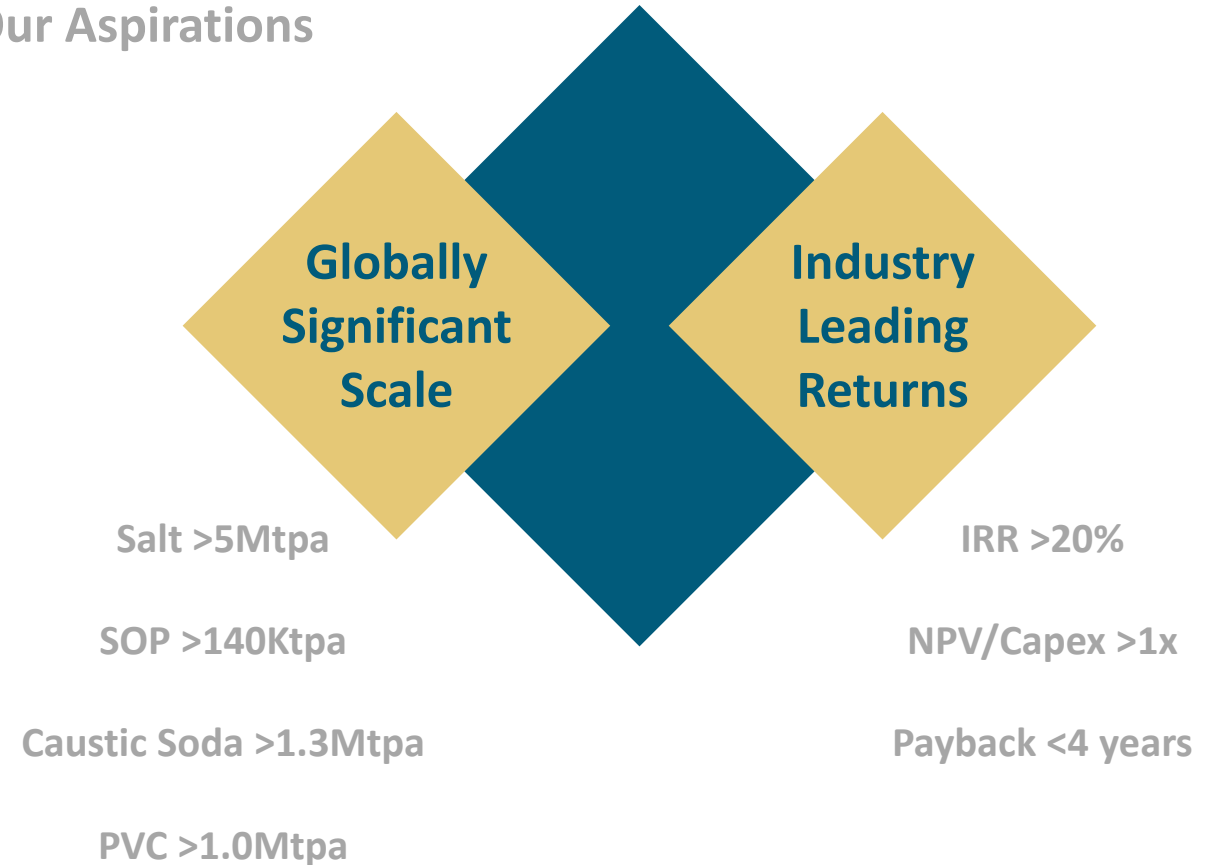 Our Aspirations
Globally
Significant
Scale
Industry
Leading
Returns
Salt >5Mtpa
SOP >140Ktpa
Caustic Soda >1.3Mtpa
PVC >1.0Mtpa
IRR >20%
NPV/Capex >1x
Payback <4 years